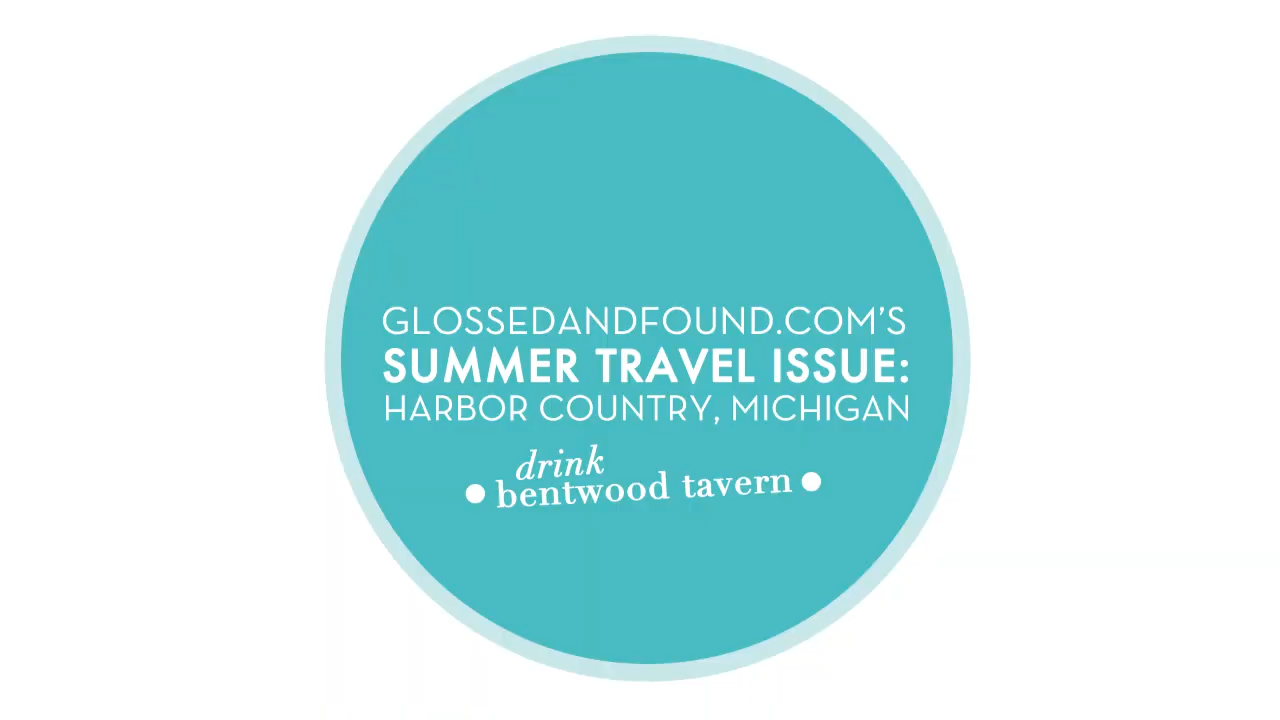 GLOSSEDANDFOUND.COM'S
SUMMER TRAVEL ISSUE:
HARBOR COUNTRY, MICHIGAN
drink
bentwood tavern